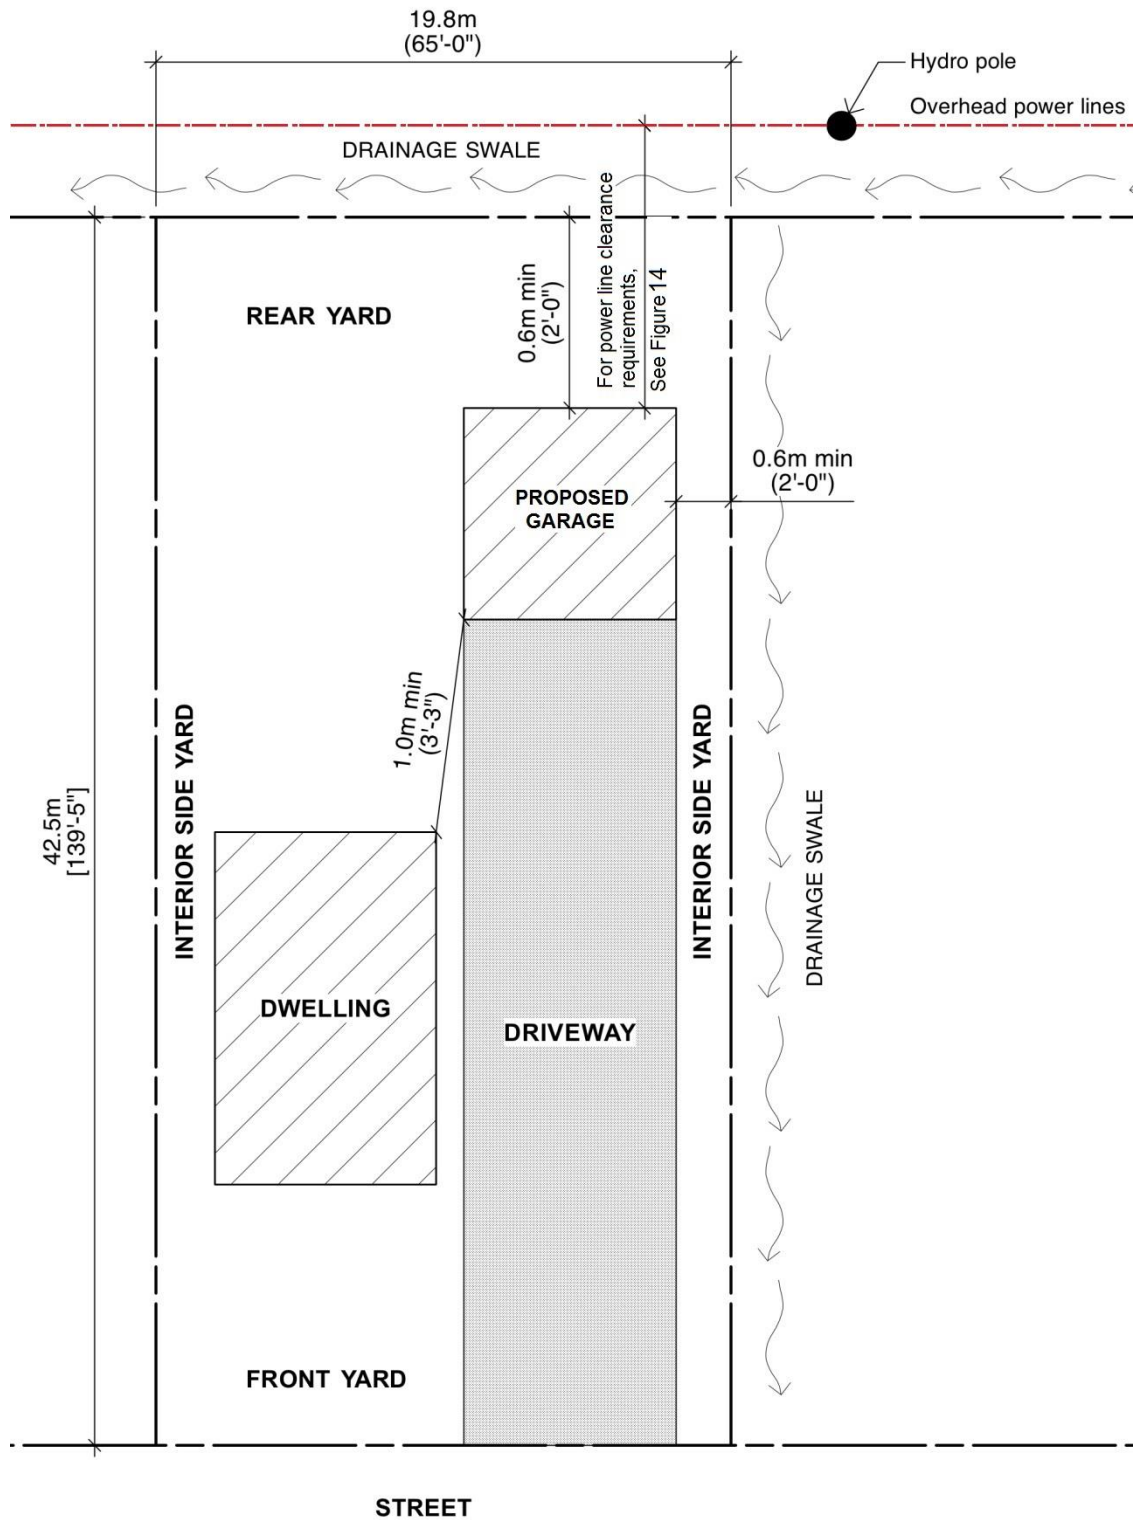 19.8m
(65'-0")
Hydro pole
Overhead power lines
DRAINAGE SWALE
REAR YARD
0.6m min
(2'-0")
For power line clearance
requirements,
See Figure 14
0.6m min
(2'-0")
PROPOSED
GARAGE
1.0m min
(3'-3")
INTERIOR SIDE YARD
INTERIOR SIDE YARD
42.5m
[139'-5"]
DRAINAGE SWALE
DWELLING
DRIVEWAY
FRONT YARD
STREET